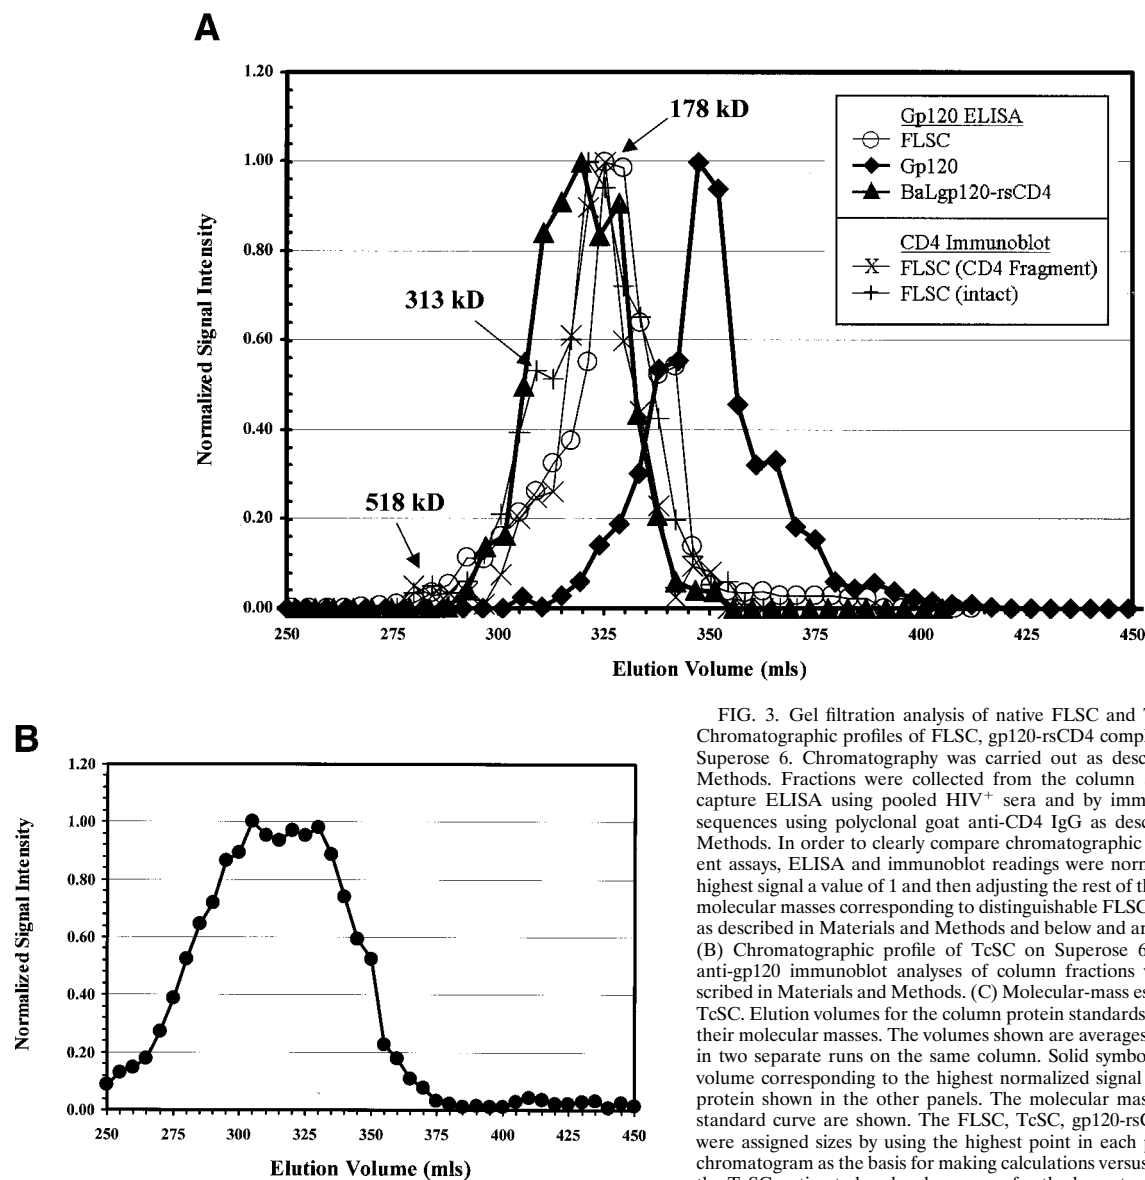 A
1.20
1.00
0.80
0.60
0.40
0.20
0.00
Normalized Signal Intensity
178 kD
313 kD
518 kD
Gp120 ELISA
FLSC
Gp120
BaLgp120-rsCD4
CD4 Immunoblot
FLSC (CD4 Fragment)
FLSC (intact)
250 275 300 325 350 375 400 425 450
Elution Volume (mls)
B
1.20
1.00
0.80
0.60
0.40
0.20
0.00
Normalized Signal Intensity
250 275 300 325 350 375 400 425 450
Elution Volume (mls)
FIG. 3. Gel filtration analysis of native FLSC and
Chromatographic profiles of FLSC, gp120-rsCD4 compl
Superose 6. Chromatography was carried out as desc
Methods. Fractions were collected from the column
capture ELISA using pooled HIV+ sera and by imm
sequences using polyclonal goat anti-CD4 IgG as desc
Methods. In order to clearly compare chromatographic
ent assays, ELISA and immunoblot readings were norm
highest signal a value of 1 and then adjusting the rest of t
molecular masses corresponding to distinguishable FLSC
as described in Materials and Methods and below and ar
(B) Chromatographic profile of TcSC on Superose 6
anti-gp120 immunoblot analyses of column fractions
scribed in Materials and Methods. (C) Molecular-mass es
TcSC. Elution volumes for the column protein standards
their molecular masses. The volumes shown are averages
in two separate runs on the same column. Solid symbo
volume corresponding to the highest normalized signal
protein shown in the other panels. The molecular mas
standard curve are shown. The FLSC, TcSC, gp120-rsC
were assigned sizes by using the highest point in each
chromatogram as the basis for making calculations versus